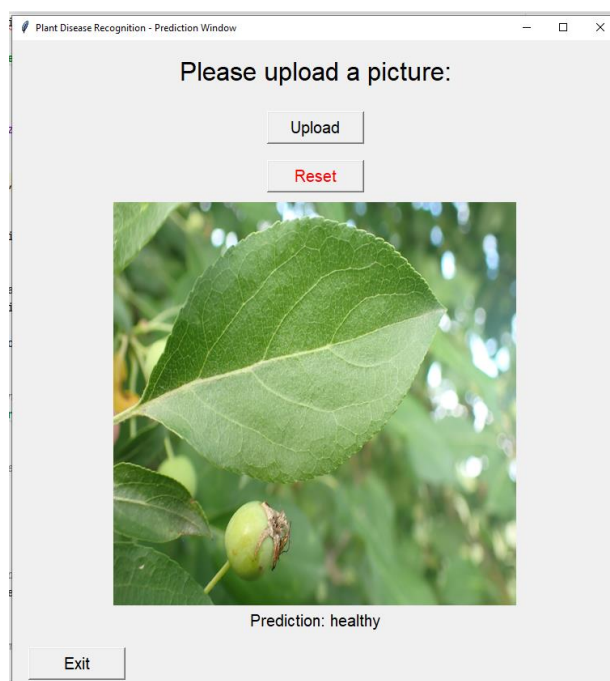 Plant Disease Recognition - Prediction Window
Please upload a picture:
Upload
Reset
Prediction: healthy
Exit